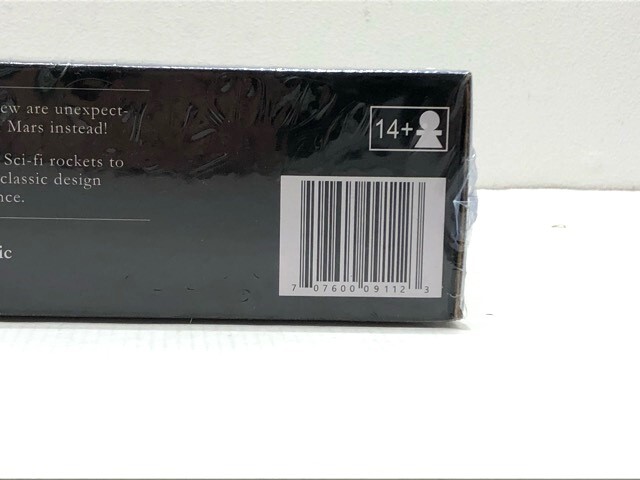 ew are unexpect-
Mars instead!
Sci-fi rockets to
classic design
nce.
ic
14+
7 07600 09112 3